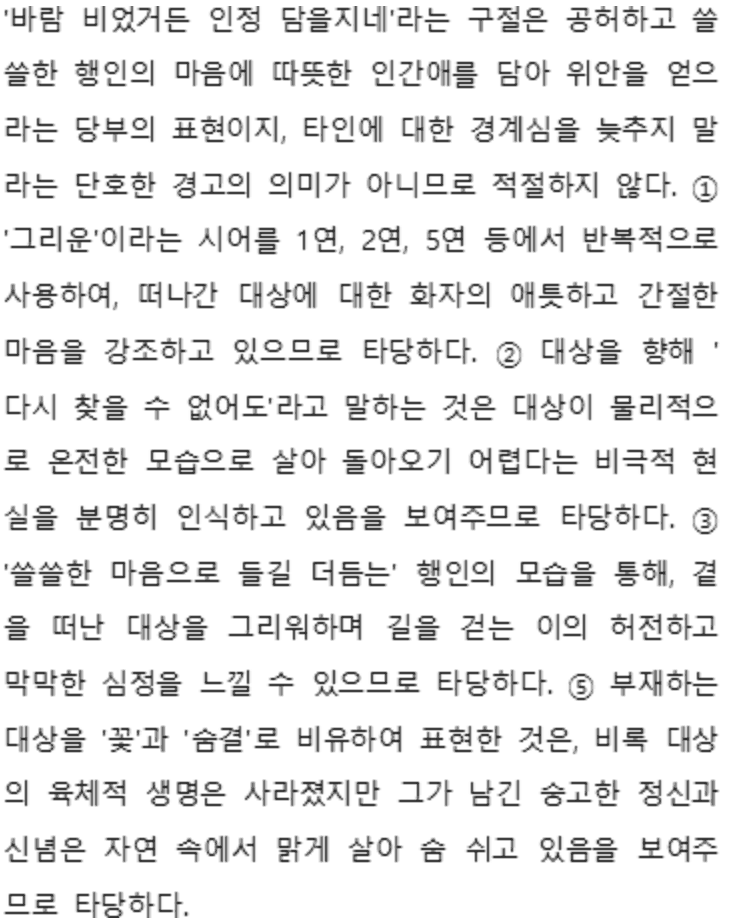 '바람 비었거든 인정 담을지네'라는 구절은 공허하고 쓸
쓸한 행인의 마음에 따뜻한 인간애를 담아 위안을 얻으
라는 당부의 표현이지, 타인에 대한 경계심을 늦추지 말
라는 단호한 경고의 의미가 아니므로 적절하지 않다. ①
'그리운'이라는 시어를 1연, 2연, 5연 등에서 반복적으로
사용하여, 떠나간 대상에 대한 화자의 애틋하고 간절한
마음을 강조하고 있으므로 타당하다. ② 대상을 향해 '
다시 찾을 수 없어도'라고 말하는 것은 대상이 물리적으
로 온전한 모습으로 살아 돌아오기 어렵다는 비극적 현
실을 분명히 인식하고 있음을 보여주므로 타당하다. ③
'쓸쓸한 마음으로 들길 더듬는' 행인의 모습을 통해, 곁
을 떠난 대상을 그리워하며 길을 걷는 이의 허전하고
막막한 심정을 느낄 수 있으므로 타당하다. ⑤ 부재하는
대상을 '꽃'과 '숨결'로 비유하여 표현한 것은, 비록 대상
의 육체적 생명은 사라졌지만 그가 남긴 숭고한 정신과
신념은 자연 속에서 맑게 살아 숨 쉬고 있음을 보여주
므로 타당하다.